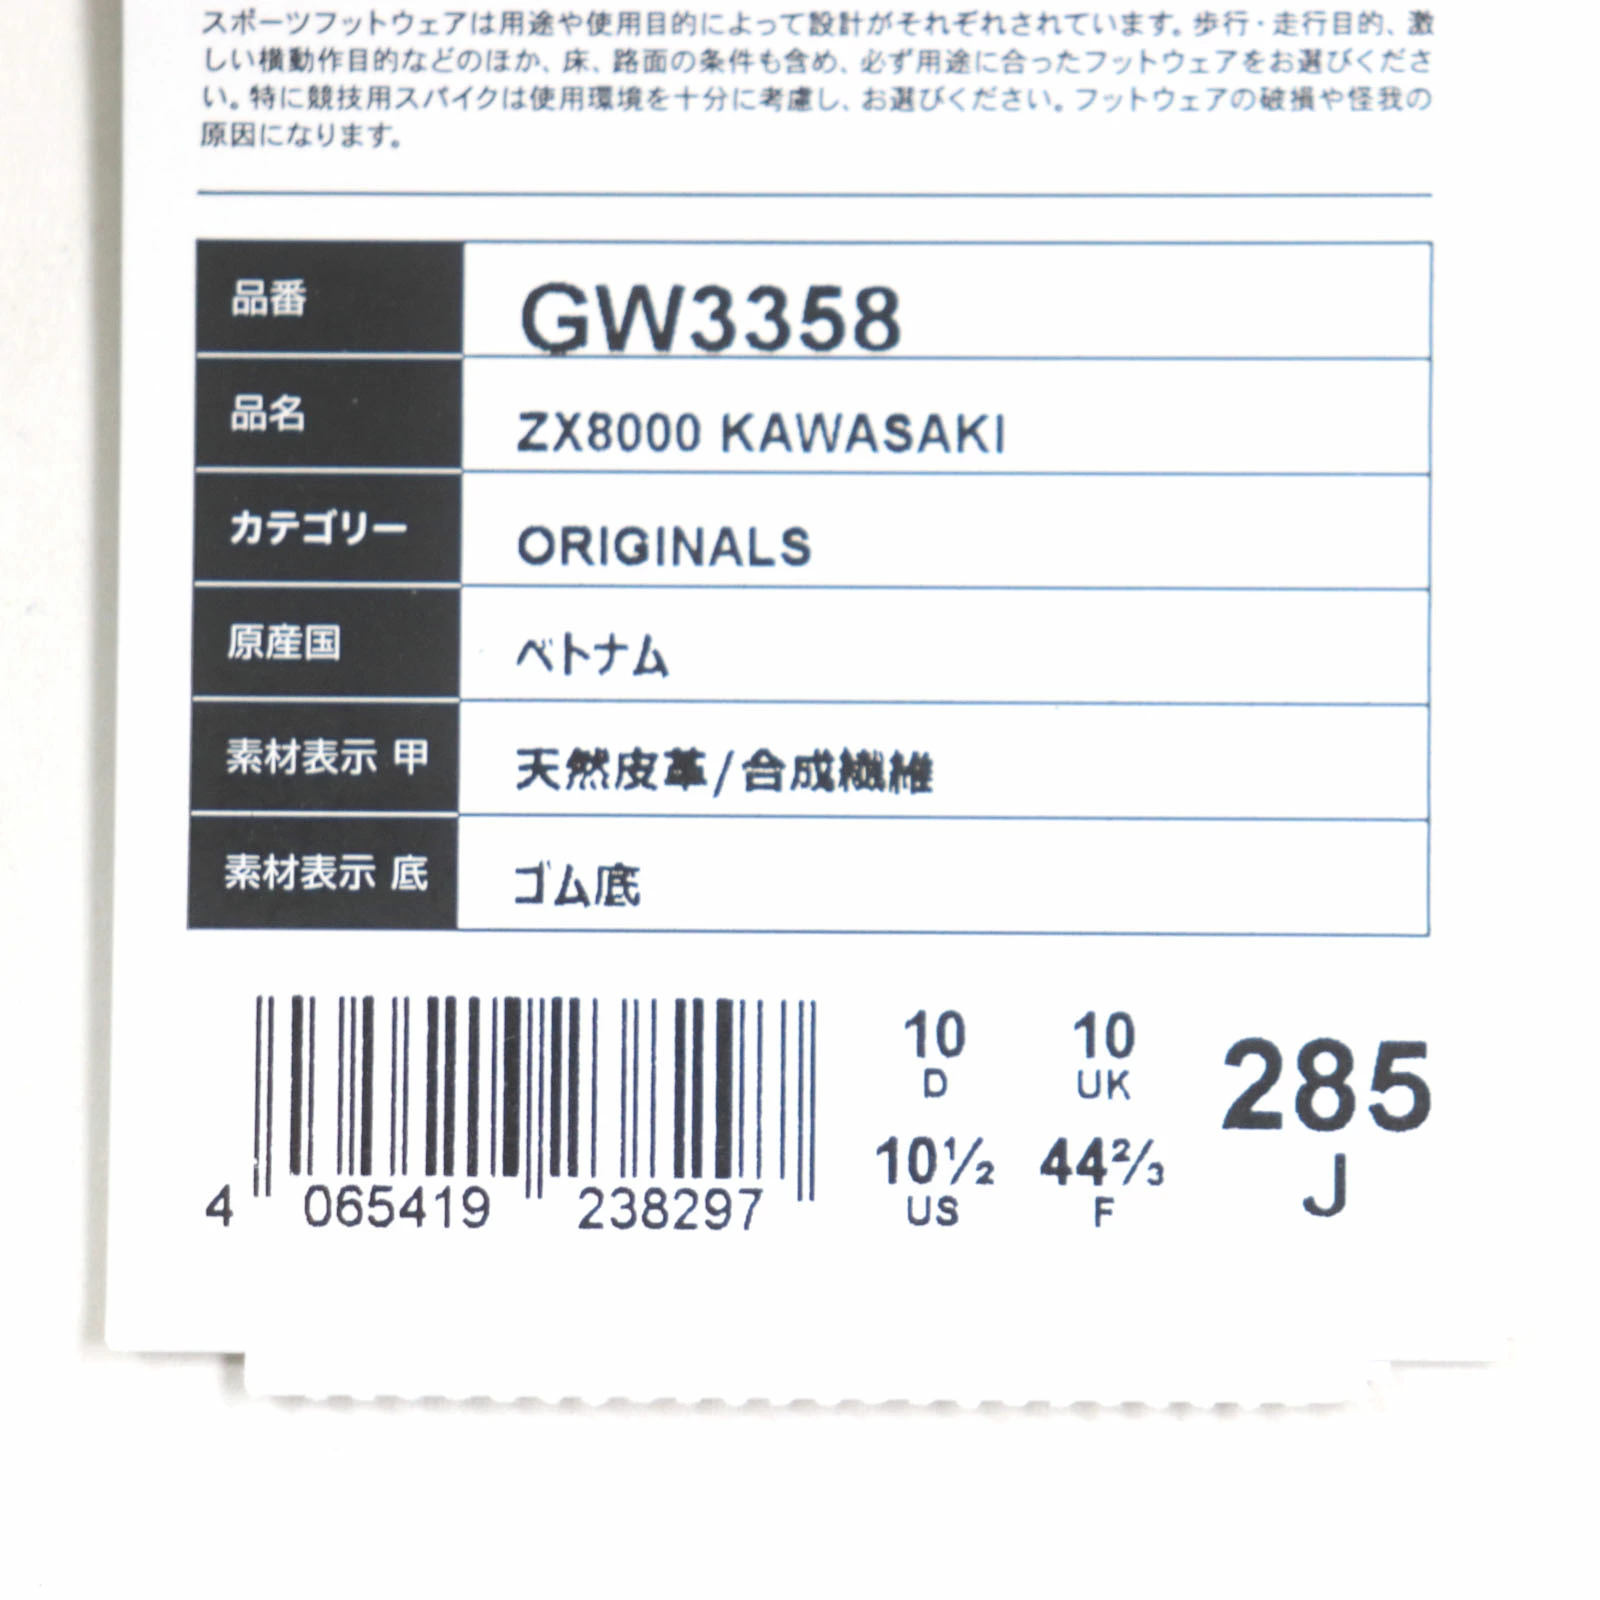 スポーツフットウェアは用途や使用目的によって設計がそれぞれされています。歩行・走行目的、激
しい横動作目的などのほか、床、路面の条件も含め、必ず用途に合ったフットウェアをお選びくださ
い。特に競技用スパイクは使用環境を十分に考慮し、お選びください。フットウェアの破損や怪我の
原因になります。
品番 GW3358
品名 ZX8000 KAWASAKI
カテゴリー ORIGINALS
原産国 ベトナム
素材表示 甲 天然皮革/合成繊維
素材表示 底 ゴム底
10 10 285
D UK J
10½ 44⅔
US F
4 065419 238297